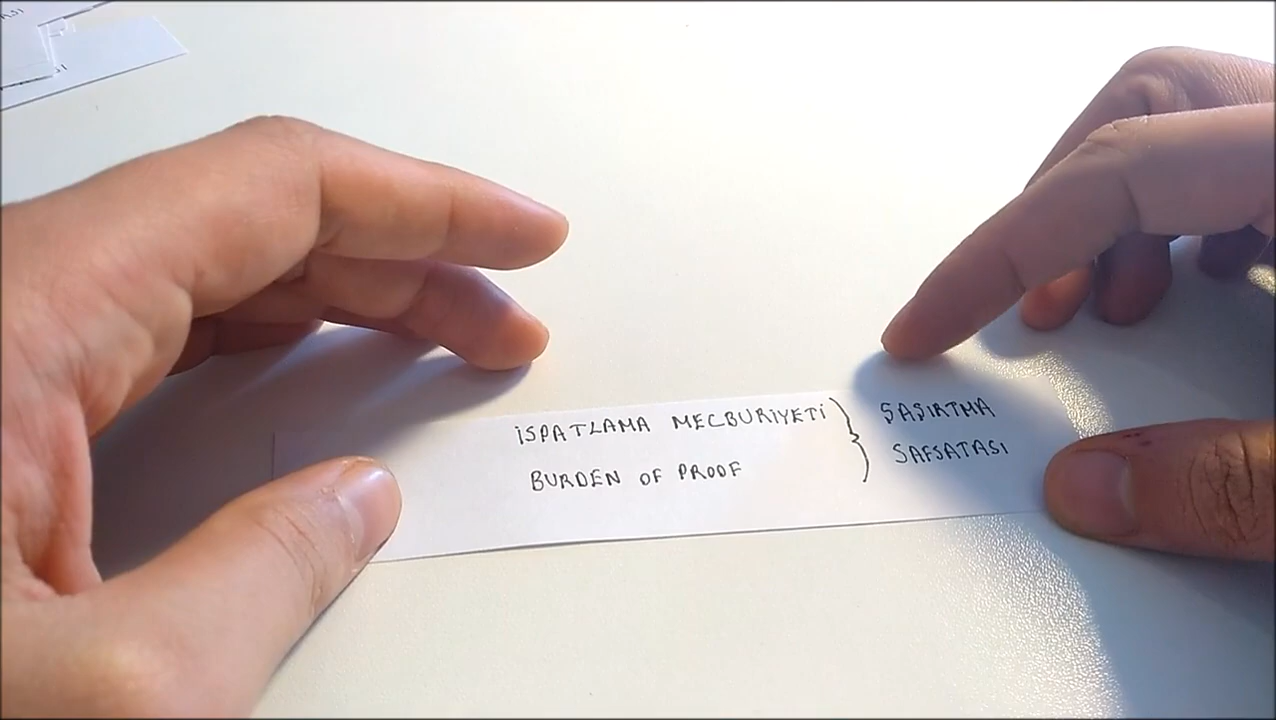 İSPATLAMA MECBURİYETİ
BURDEN OF PROOF
ŞAŞIRTMA
SAFSATASI